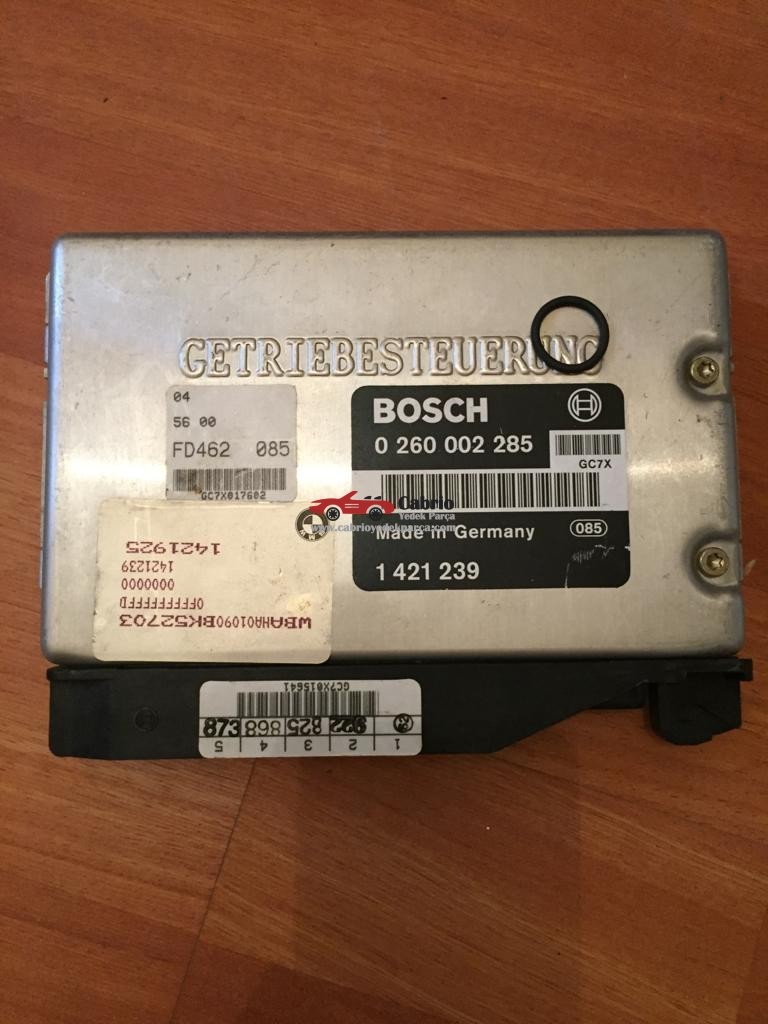 GETRIEBESTEUERUNG
04
56 00
FD462 085
GC7X017602
BOSCH
0 260 002 285
GC7X
Made in Germany
085
1 421 239
Cabrio
Yedek Parça
www.cabrioyedekparca.com
BMW
WBAHA01090BK52703
0FFFFFFFFFD
0000000
1421239
1421925
1 2 3 4 5
922 825 868 873
GC7X015641